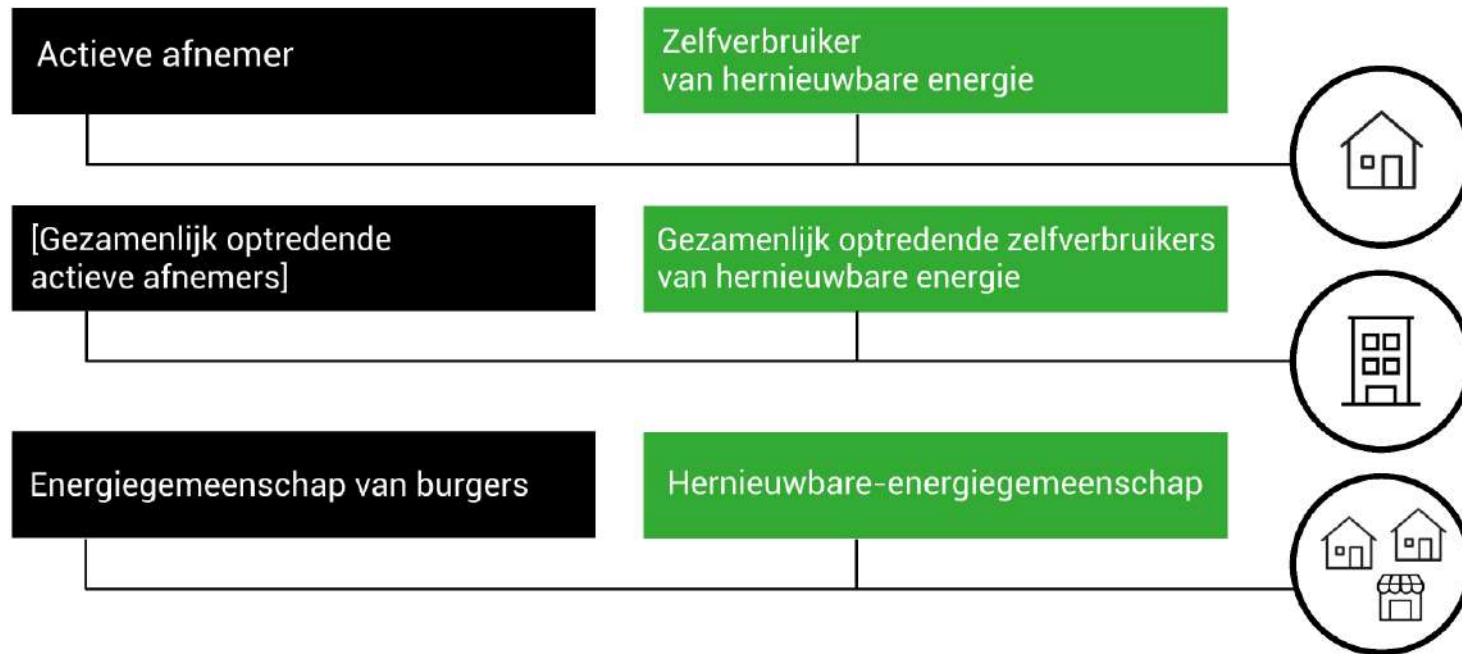 Actieve afnemer
Zelfverbruiker
van hernieuwbare energie
[Gezamenlijk optredende
actieve afnemers]
Gezamenlijk optredende zelfverbruikers
van hernieuwbare energie
Energiegemeenschap van burgers
Hernieuwbare-energiegemeenschap